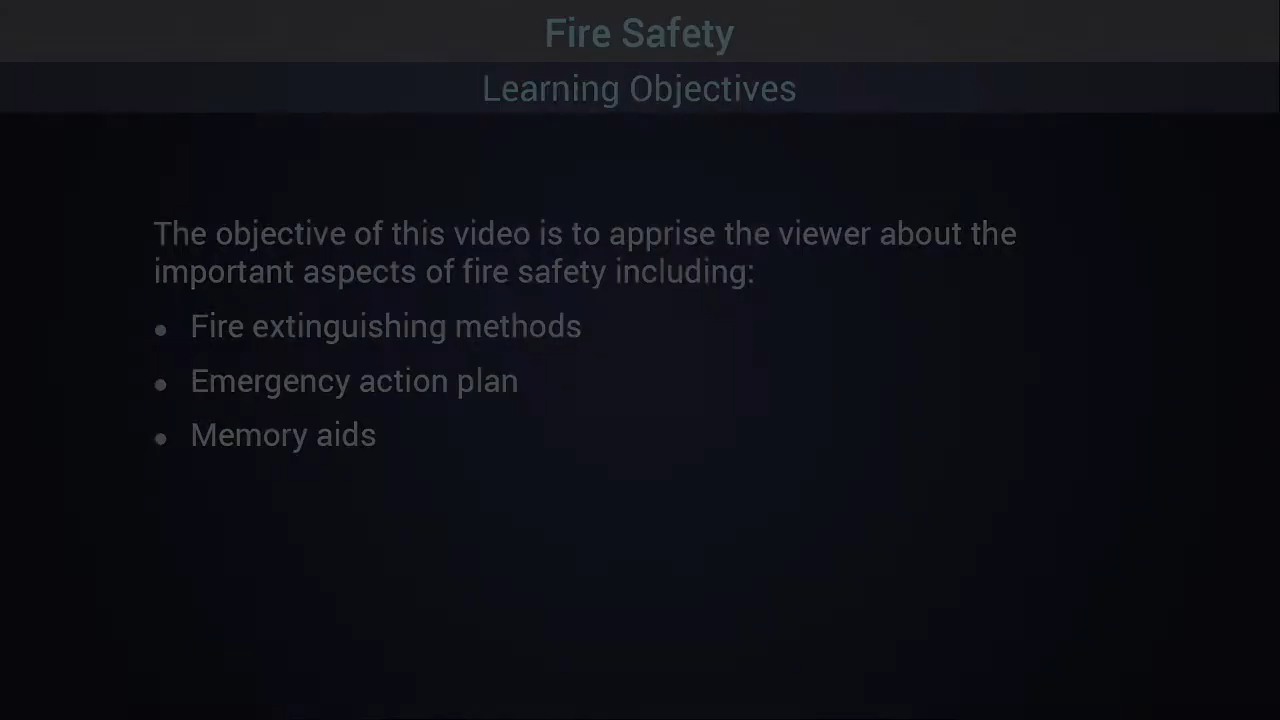 Fire Safety
Learning Objectives
The objective of this video is to apprise the viewer about the
important aspects of fire safety including:
• Fire extinguishing methods
• Emergency action plan
• Memory aids